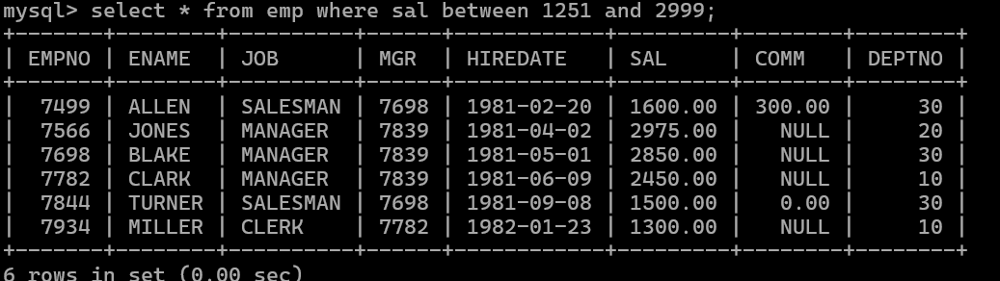 mysql> select * from emp where sal between 1251 and 2999;
+-------+--------+----------+------+------------+---------+--------+--------+
| EMPNO | ENAME  | JOB      | MGR  | HIREDATE   | SAL     | COMM   | DEPTNO |
+-------+--------+----------+------+------------+---------+--------+--------+
|  7499 | ALLEN  | SALESMAN | 7698 | 1981-02-20 | 1600.00 | 300.00 |     30 |
|  7566 | JONES  | MANAGER  | 7839 | 1981-04-02 | 2975.00 |   NULL |     20 |
|  7698 | BLAKE  | MANAGER  | 7839 | 1981-05-01 | 2850.00 |   NULL |     30 |
|  7782 | CLARK  | MANAGER  | 7839 | 1981-06-09 | 2450.00 |   NULL |     10 |
|  7844 | TURNER | SALESMAN | 7698 | 1981-09-08 | 1500.00 |   0.00 |     30 |
|  7934 | MILLER | CLERK    | 7782 | 1982-01-23 | 1300.00 |   NULL |     10 |
+-------+--------+----------+------+------------+---------+--------+--------+
6 rows in set (0.00 sec)